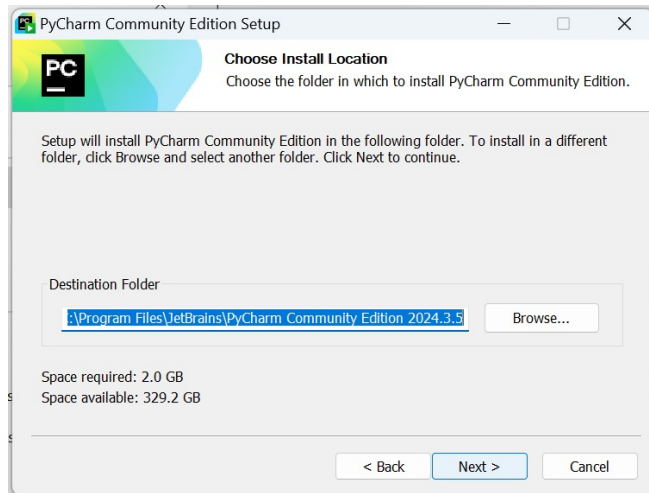 PyCharm Community Edition Setup
PC
Choose Install Location
Choose the folder in which to install PyCharm Community Edition.
Setup will install PyCharm Community Edition in the following folder. To install in a different
folder, click Browse and select another folder. Click Next to continue.
Destination Folder
:\Program Files\JetBrains\PyCharm Community Edition 2024.3.5
Browse...
Space required: 2.0 GB
Space available: 329.2 GB
< Back
Next >
Cancel